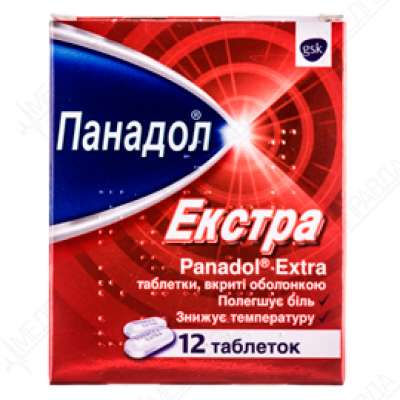 gsk
Панадол®
Екстра
Panadol® Extra
таблетки, вкриті оболонкою
Полегшує біль ✓
Знижує температуру ✓
12 таблеток